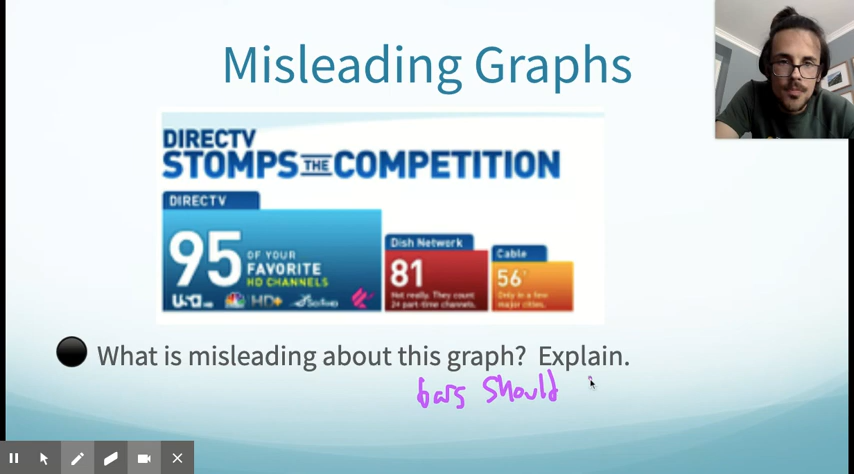 Misleading Graphs
DIRECTV
STOMPS THE COMPETITION
DIRECTV
95 OF YOUR
FAVORITE
HD CHANNELS
USA HD HD+
Dish Network
81
Not really. They count
24 part-time channels.
Cable
56
Only in a few
major cities.
What is misleading about this graph? Explain.
bars should